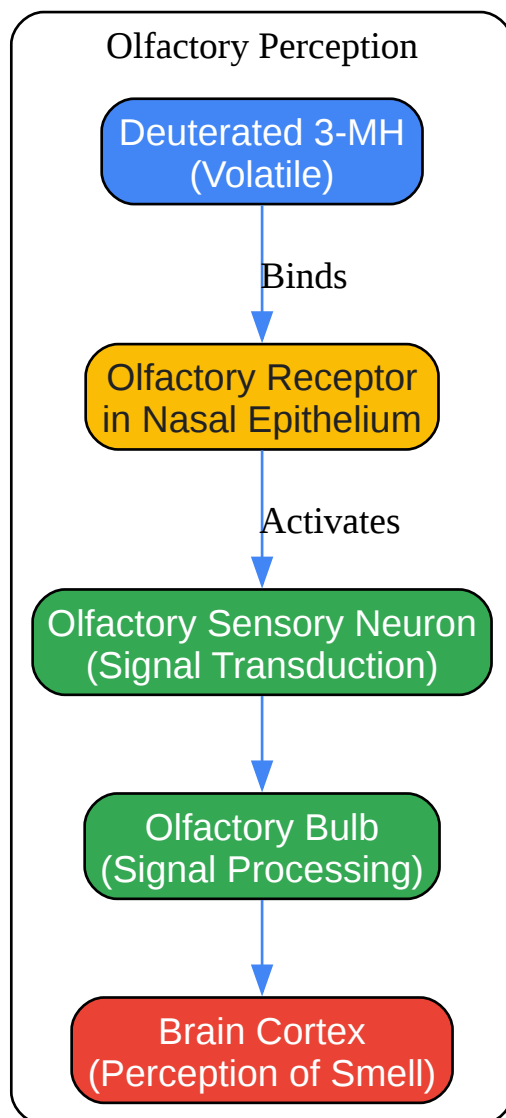 Olfactory Perception
Deuterated 3-MH
(Volatile)
Binds
Olfactory Receptor
in Nasal Epithelium
Activates
Olfactory Sensory Neuron
(Signal Transduction)
Olfactory Bulb
(Signal Processing)
Brain Cortex
(Perception of Smell)